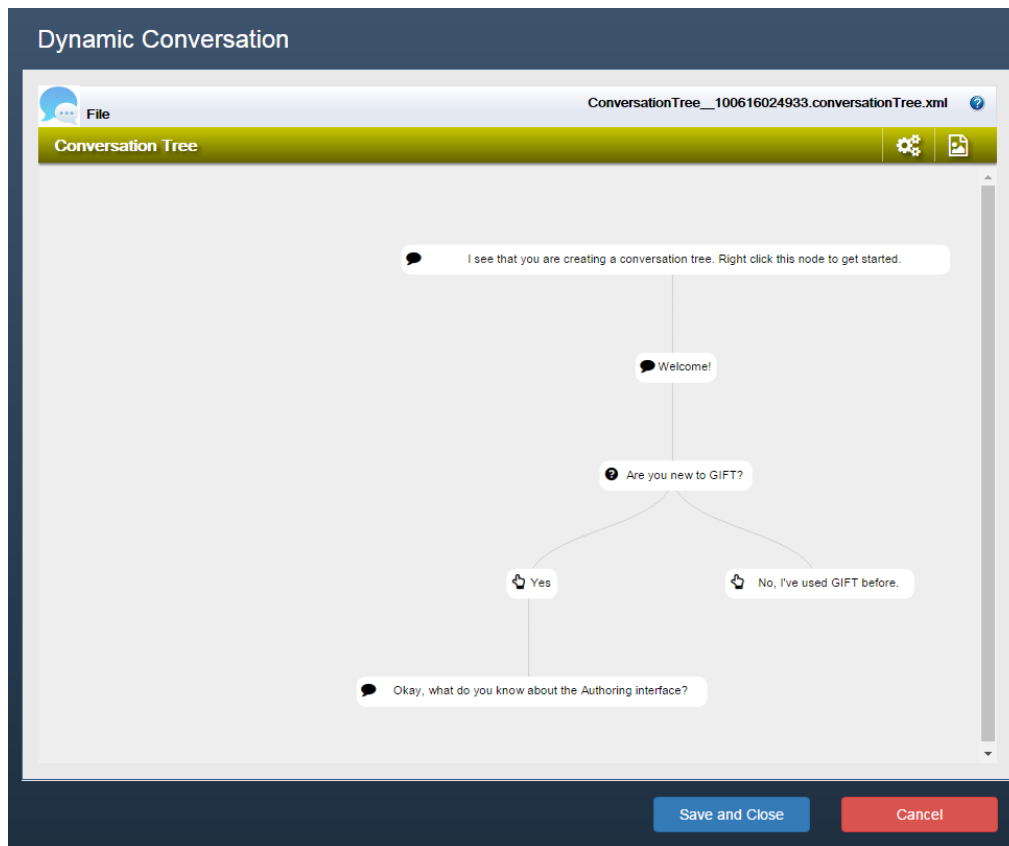 Dynamic Conversation
File
ConversationTree__100616024933.conversationTree.xml
Conversation Tree
I see that you are creating a conversation tree. Right click this node to get started.
Welcome!
Are you new to GIFT?
Yes
No, I've used GIFT before.
Okay, what do you know about the Authoring interface?
Save and Close
Cancel